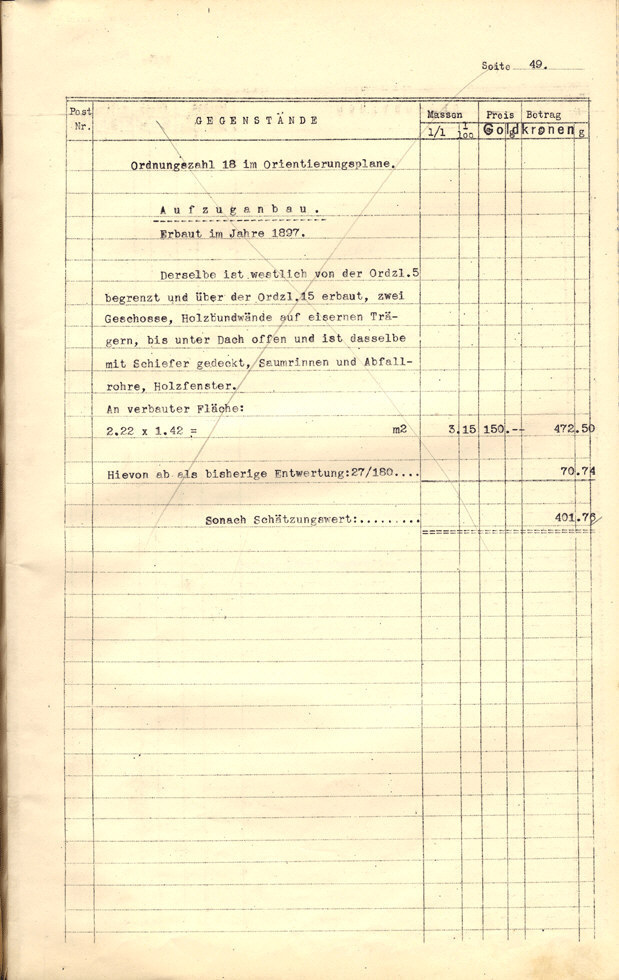 Seite 49.
Post Nr. GEGENSTÄNDE Massen Preis Betrag
1/1 1/100 Goldkronen g
Ordnungszahl 18 im Orientierungsplane.
Aufzuganbau.
Erbaut im Jahre 1897.
Derselbe ist westlich von der Ordzl.5
begrenzt und über der Ordzl.15 erbaut, zwei
Geschosse, Holzbundwände auf eisernen Trä-
gern, bis unter Dach offen und ist dasselbe
mit Schiefer gedeckt, Saumrinnen und Abfall-
rohre, Holzfenster.
An verbauter Fläche:
2.22 x 1.42 = m2 3.15 150.-- 472.50
Hievon ab als bisherige Entwertung:27/180.... 70.74
Sonach Schätzungswert:......... 401.76